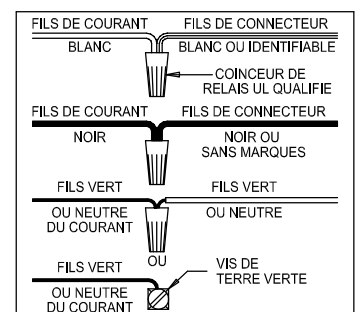 FILS DE COURANT FILS DE CONNECTEUR
BLANC BLANC OU IDENTIFIABLE
COINCEUR DE
RELAIS UL QUALIFIE
FILS DE COURANT FILS DE CONNECTEUR
NOIR NOIR OU
SANS MARQUES
FILS VERT FILS VERT
OU NEUTRE OU NEUTRE
DU COURANT
OU
FILS VERT VIS DE
TERRE VERTE
OU NEUTRE
DU COURANT